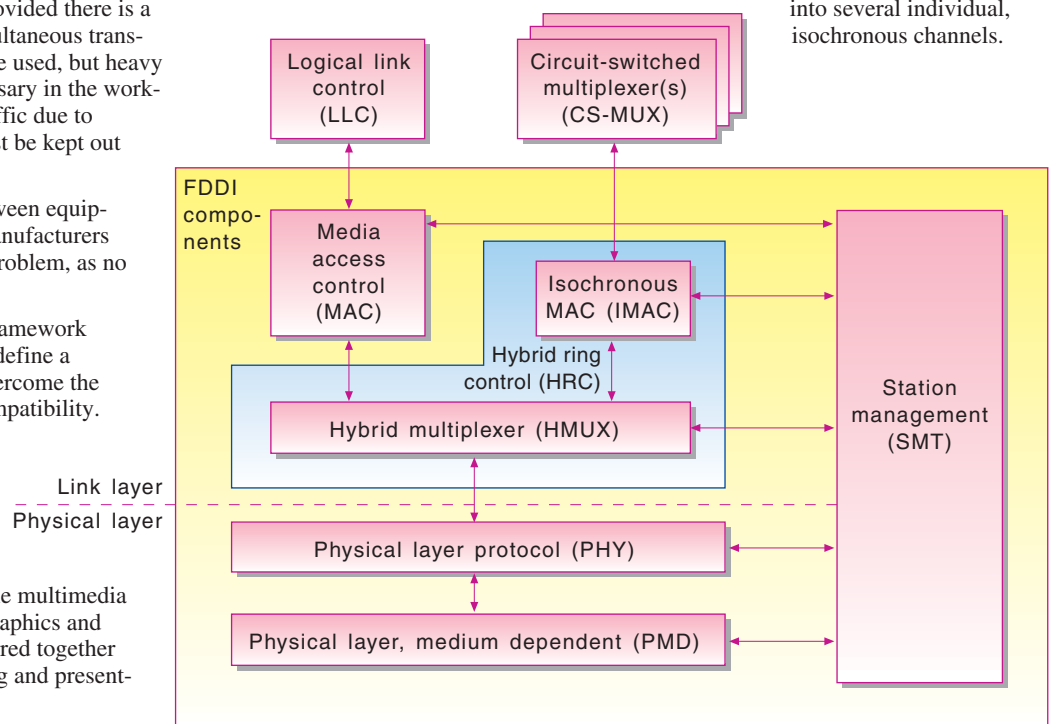 ovided there is a
ultaneous trans-
e used, but heavy
sary in the work-
ffic due to
st be kept out
ween equip-
anufacturers
roblem, as no
ramework
define a
ercome the
mpatibility.
e multimedia
aphics and
red together
g and present-
into several individual,
isochronous channels.
Logical link
control
(LLC)
Circuit-switched
multiplexer(s)
(CS-MUX)
FDDI
compo-
nents
Media
access
control
(MAC)
Isochronous
MAC (IMAC)
Hybrid ring
control (HRC)
Hybrid multiplexer (HMUX)
Station
management
(SMT)
Link layer
Physical layer
Physical layer protocol (PHY)
Physical layer, medium dependent (PMD)